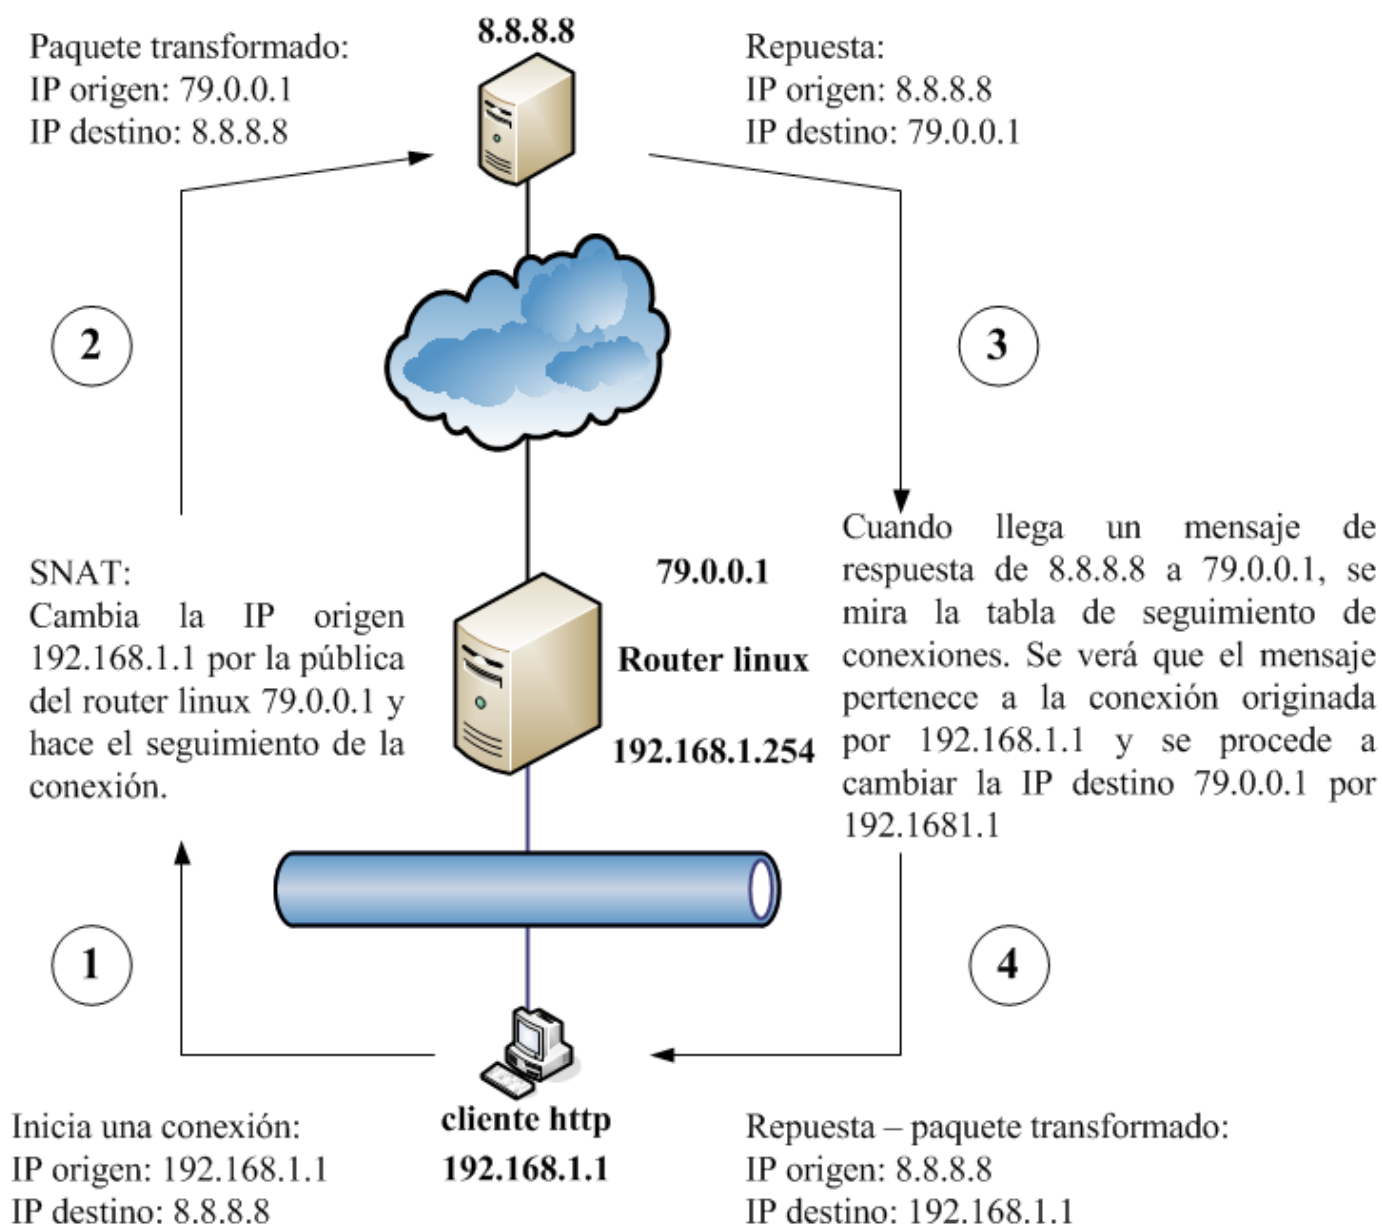 Paquete transformado:
IP origen: 79.0.0.1
IP destino: 8.8.8.8
8.8.8.8
Repuesta:
IP origen: 8.8.8.8
IP destino: 79.0.0.1
2
3
SNAT:
Cambia la IP origen
192.168.1.1 por la pública
del router linux 79.0.0.1 y
hace el seguimiento de la
conexión.
79.0.0.1
Router linux
192.168.1.254
Cuando llega un mensaje de
respuesta de 8.8.8.8 a 79.0.0.1, se
mira la tabla de seguimiento de
conexiones. Se verá que el mensaje
pertenece a la conexión originada
por 192.168.1.1 y se procede a
cambiar la IP destino 79.0.0.1 por
192.1681.1
1
4
Inicia una conexión:
IP origen: 192.168.1.1
IP destino: 8.8.8.8
cliente http
192.168.1.1
Repuesta – paquete transformado:
IP origen: 8.8.8.8
IP destino: 192.168.1.1